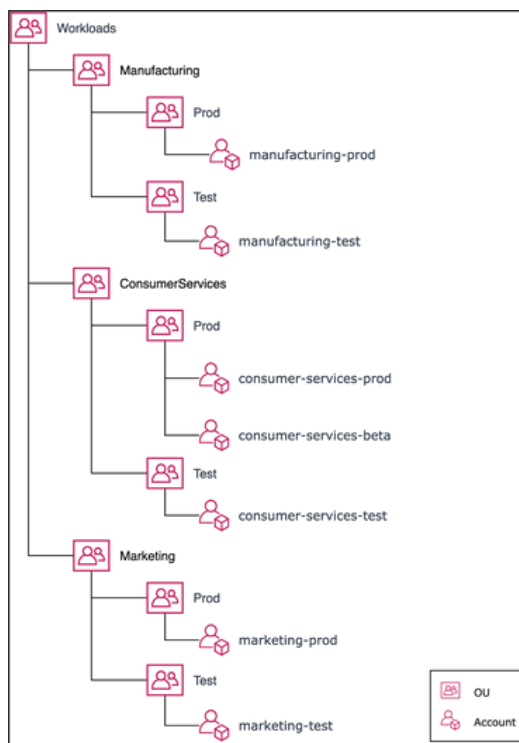 Workloads
Manufacturing
Prod
manufacturing-prod
Test
manufacturing-test
ConsumerServices
Prod
consumer-services-prod
consumer-services-beta
Test
consumer-services-test
Marketing
Prod
marketing-prod
Test
marketing-test
OU
Account